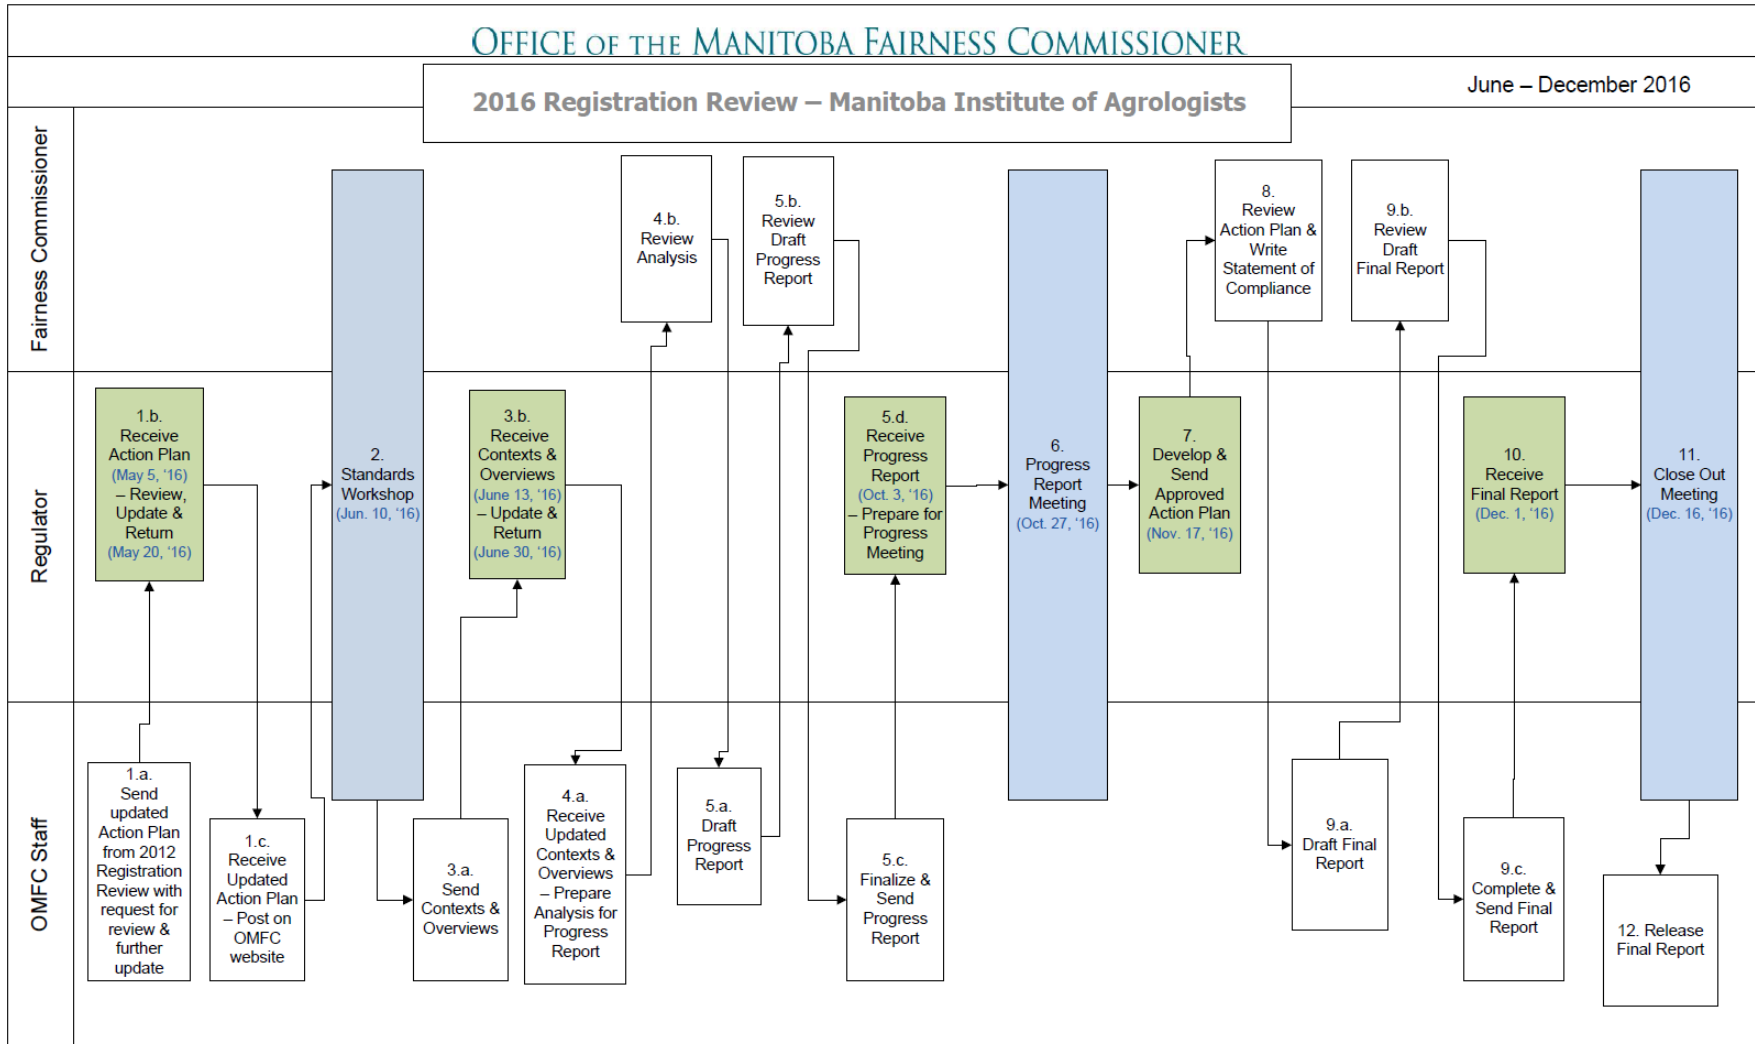 OFFICE OF THE MANITOBA FAIRNESS COMMISSIONER
2016 Registration Review – Manitoba Institute of Agrologists
June – December 2016
Fairness Commissioner
4.b.
Review
Analysis
5.b.
Review
Draft
Progress
Report
8.
Review
Action Plan &
Write
Statement of
Compliance
9.b.
Review
Draft
Final Report
Regulator
1.b.
Receive
Action Plan
(May 5, ‘16)
– Review,
Update &
Return
(May 20, ‘16)
2.
Standards
Workshop
(Jun. 10, ‘16)
3.b.
Receive
Contexts &
Overviews
(June 13, ‘16)
– Update &
Return
(June 30, ‘16)
5.d.
Receive
Progress
Report
(Oct. 3, ‘16)
– Prepare for
Progress
Meeting
6.
Progress
Report
Meeting
(Oct. 27, ‘16)
7.
Develop &
Send
Approved
Action Plan
(Nov. 17, ‘16)
10.
Receive
Final Report
(Dec. 1, ‘16)
11.
Close Out
Meeting
(Dec. 16, ‘16)
OMFC Staff
1.a.
Send
updated
Action Plan
from 2012
Registration
Review with
request for
review &
further
update
1.c.
Receive
Updated
Action Plan
– Post on
OMFC
website
3.a.
Send
Contexts &
Overviews
4.a.
Receive
Updated
Contexts &
Overviews
– Prepare
Analysis for
Progress
Report
5.a.
Draft
Progress
Report
5.c.
Finalize &
Send
Progress
Report
9.a.
Draft Final
Report
9.c.
Complete &
Send Final
Report
12. Release
Final Report